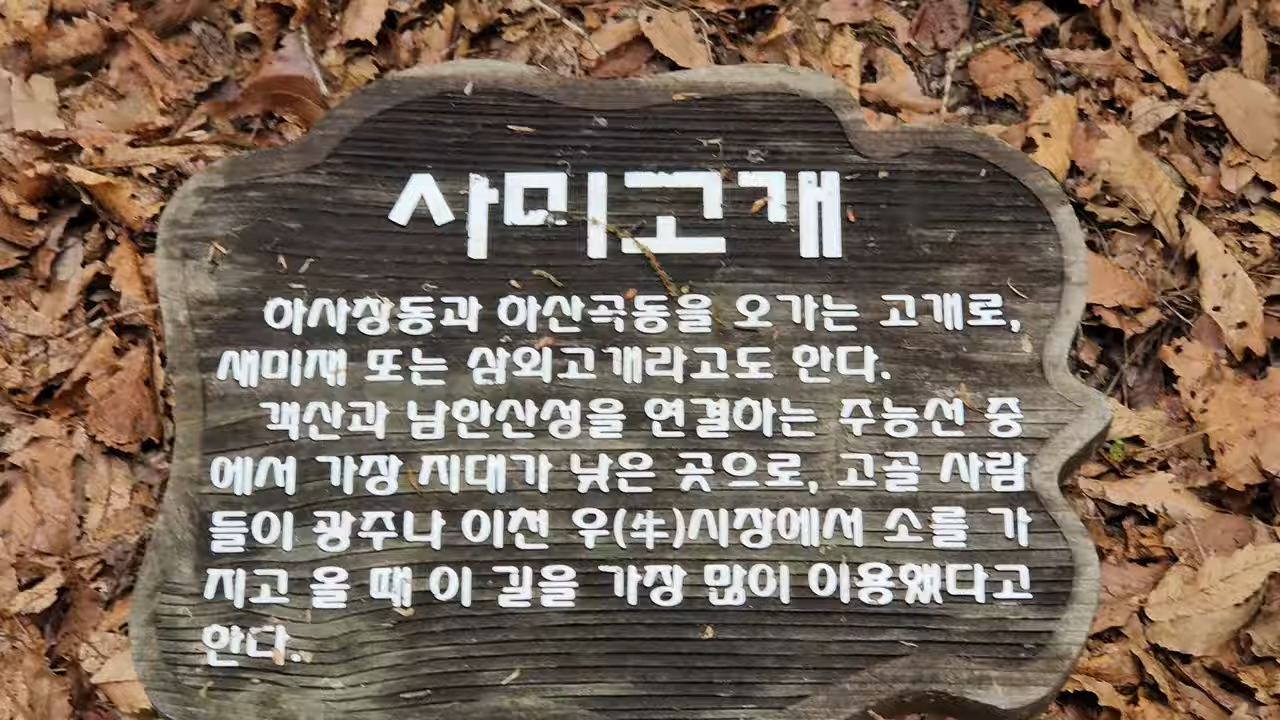 사미고개
하사창동과 하산곡동을 오가는 고개로,
새미재 또는 삼외고개라고도 한다.
객산과 남한산성을 연결하는 주능선 중
에서 가장 지대가 낮은 곳으로, 고골 사람
들이 광주나 이천 우(牛)시장에서 소를 가
지고 올 때 이 길을 가장 많이 이용했다고
한다.